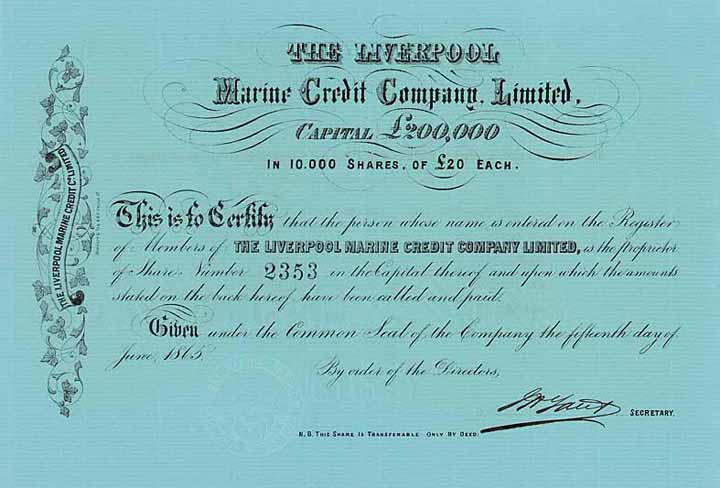 THE LIVERPOOL
Marine Credit Company, Limited,
CAPITAL £200,000
IN 10.000 SHARES, OF £20 EACH.
THE LIVERPOOL MARINE CREDIT Co. LIMITED
This is to Certify that the person whose name is entered on the Register
of Members of THE LIVERPOOL MARINE CREDIT COMPANY LIMITED, is the proprietor
of Share Number 2353 in the Capital thereof and upon which the amounts
stated on the back hereof have been called and paid.
Given under the Common Seal of the Company the fifteenth day of
June, 1865.
By order of the Directors,
SECRETARY.
N.B. THIS SHARE IS TRANSFERABLE ONLY BY DEED.